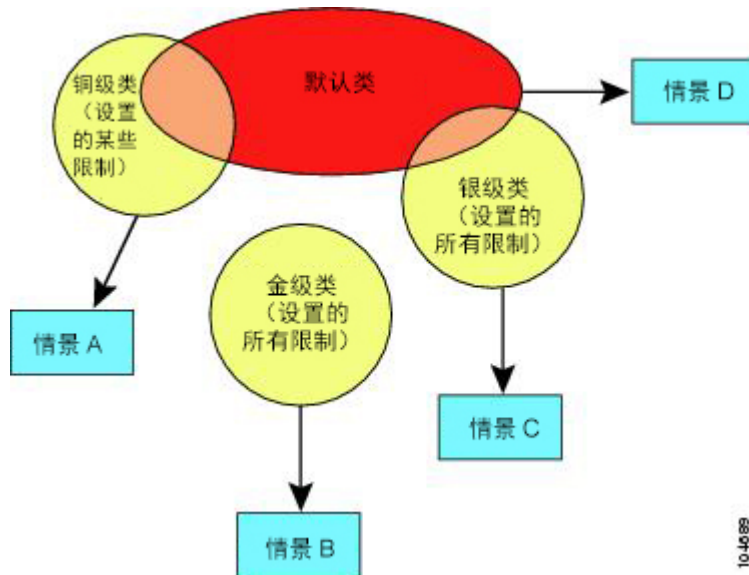 铜级类
（设置
的某些
限制）
默认类
情景 D
银级类
（设置的
所有限制）
金级类
（设置的
所有限制）
情景 A
情景 C
情景 B
104689